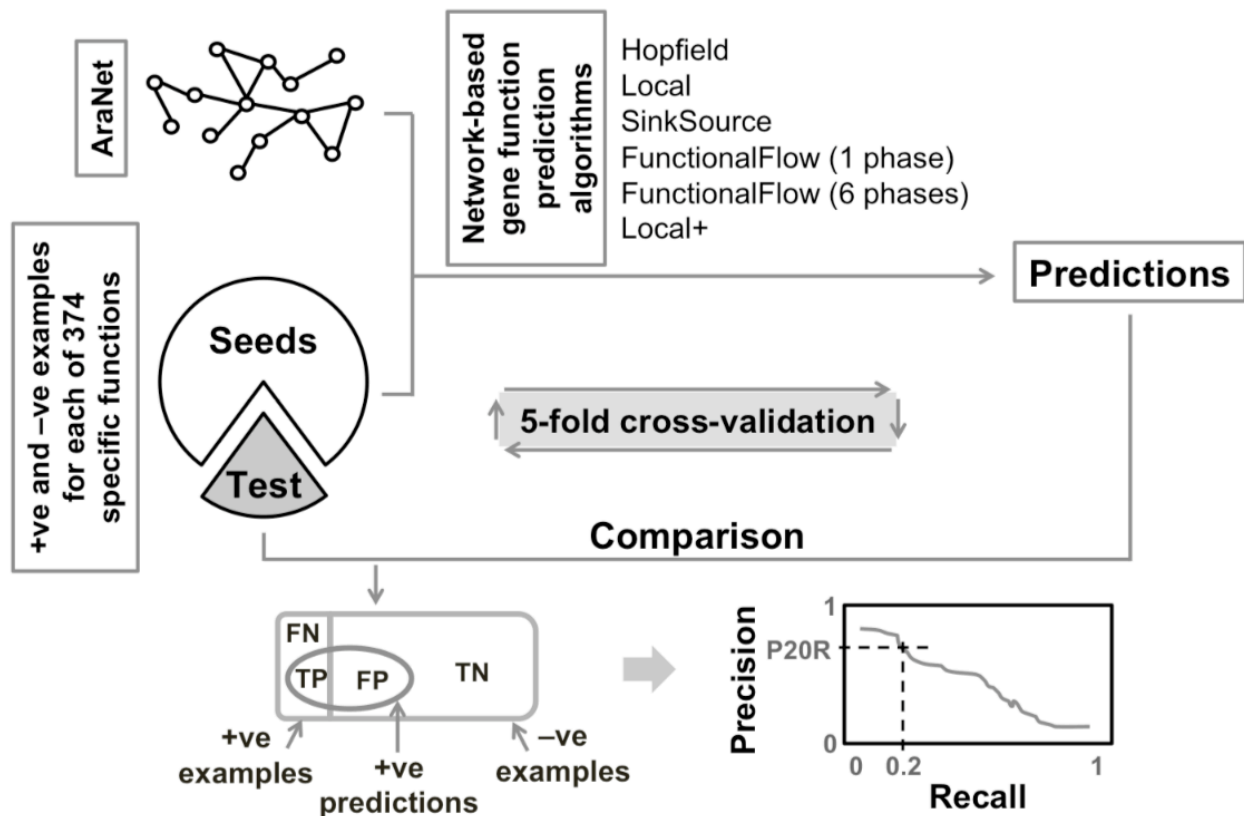 AraNet
Network-based
gene function
prediction
algorithms
Hopfield
Local
SinkSource
FunctionalFlow (1 phase)
FunctionalFlow (6 phases)
Local+
+ve and –ve examples
for each of 374
specific functions
Seeds
Test
Predictions
5-fold cross-validation
Comparison
FN
TP
FP
TN
+ve
examples
+ve
predictions
–ve
examples
Precision
1
P20R
0
0
0.2
1
Recall